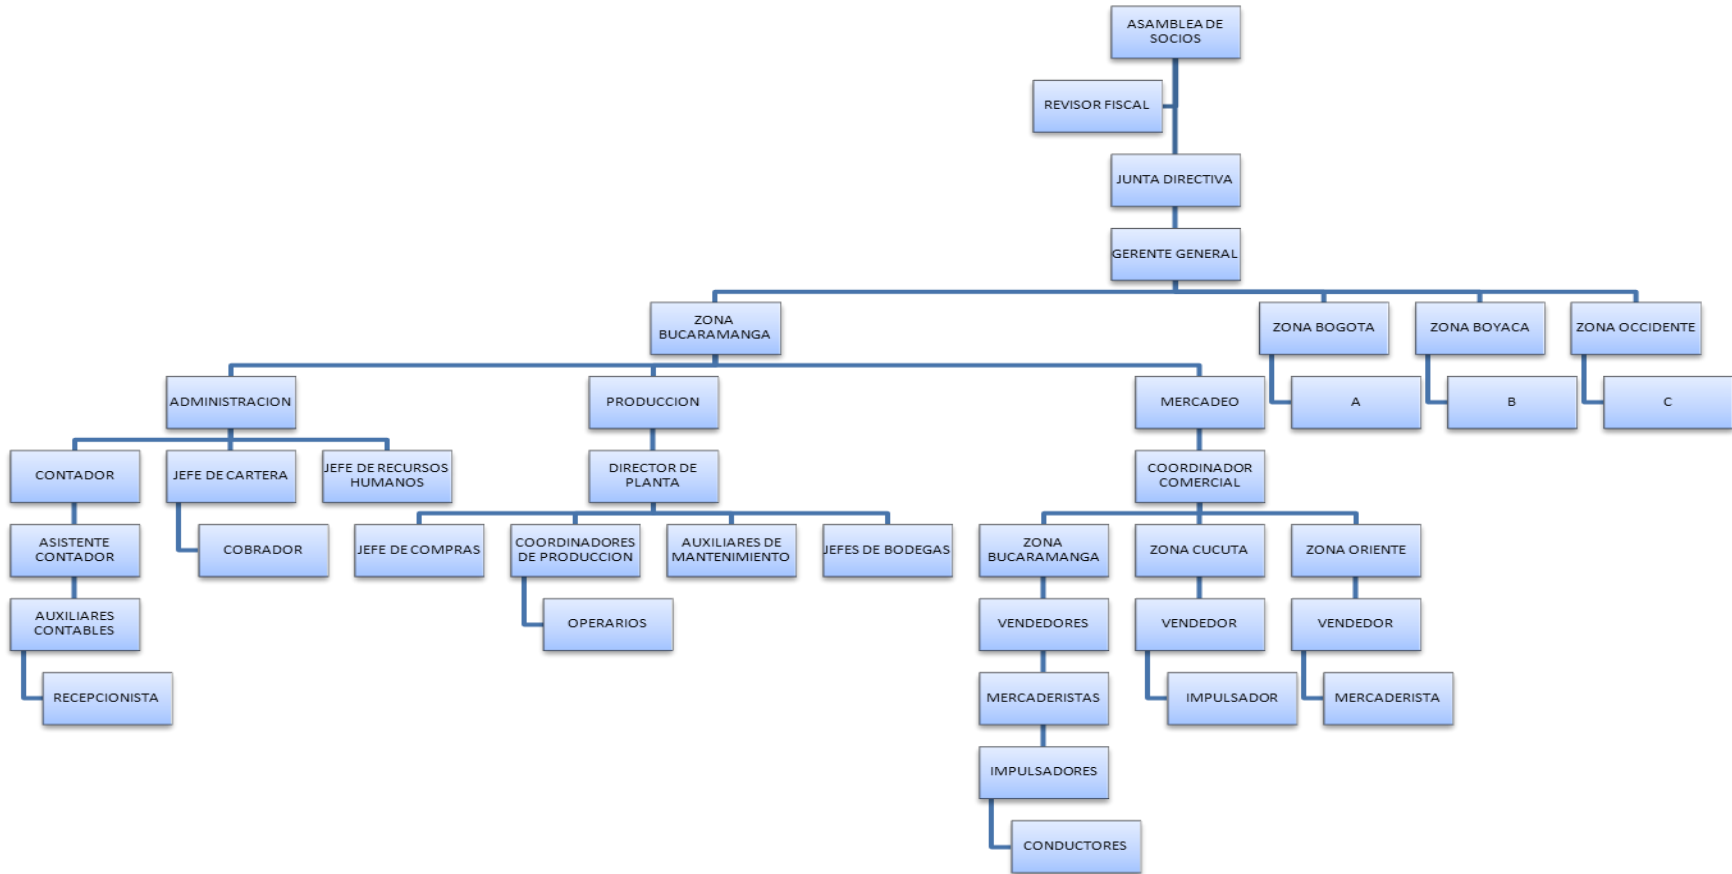 ASAMBLEA DE
SOCIOS
REVISOR FISCAL
JUNTA DIRECTIVA
GERENTE GENERAL
ZONA
BUCARAMANGA
ZONA BOGOTA
ZONA BOYACA
ZONA OCCIDENTE
ADMINISTRACION
PRODUCCION
MERCADEO
A
B
C
CONTADOR
JEFE DE CARTERA
JEFE DE RECURSOS
HUMANOS
DIRECTOR DE
PLANTA
COORDINADOR
COMERCIAL
ASISTENTE
CONTADOR
COBRADOR
JEFE DE COMPRAS
COORDINADORES
DE PRODUCCION
AUXILIARES DE
MANTENIMIENTO
JEFES DE BODEGAS
ZONA
BUCARAMANGA
ZONA CUCUTA
ZONA ORIENTE
AUXILIARES
CONTABLES
OPERARIOS
VENDEDORES
VENDEDOR
VENDEDOR
RECEPCIONISTA
MERCADERISTAS
IMPULSADOR
MERCADERISTA
IMPULSADORES
CONDUCTORES